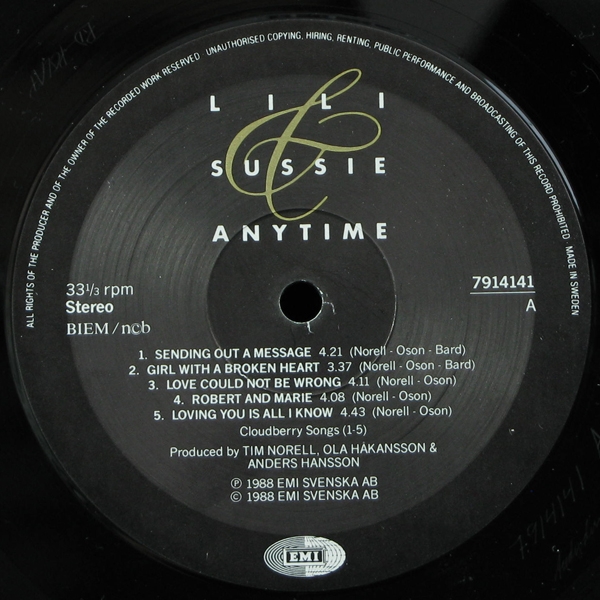 ALL RIGHTS OF THE PRODUCER AND OF THE OWNER OF THE RECORDED WORK RESERVED · UNAUTHORISED COPYING, HIRING, RENTING, PUBLIC PERFORMANCE AND BROADCASTING OF THIS RECORD PROHIBITED · MADE IN SWEDEN
LILI
&
SUSSIE
ANYTIME
33 1/3 rpm
Stereo
BIEM/ncb
7914141
A
1. SENDING OUT A MESSAGE 4.21 (Norell - Oson - Bard)
2. GIRL WITH A BROKEN HEART 3.37 (Norell - Oson - Bard)
3. LOVE COULD NOT BE WRONG 4.11 (Norell - Oson)
4. ROBERT AND MARIE 4.08 (Norell - Oson)
5. LOVING YOU IS ALL I KNOW 4.43 (Norell - Oson)
Cloudberry Songs (1-5)
Produced by TIM NORELL, OLA HÅKANSSON &
ANDERS HANSSON
℗ 1988 EMI SVENSKA AB
© 1988 EMI SVENSKA AB
EMI
7914141